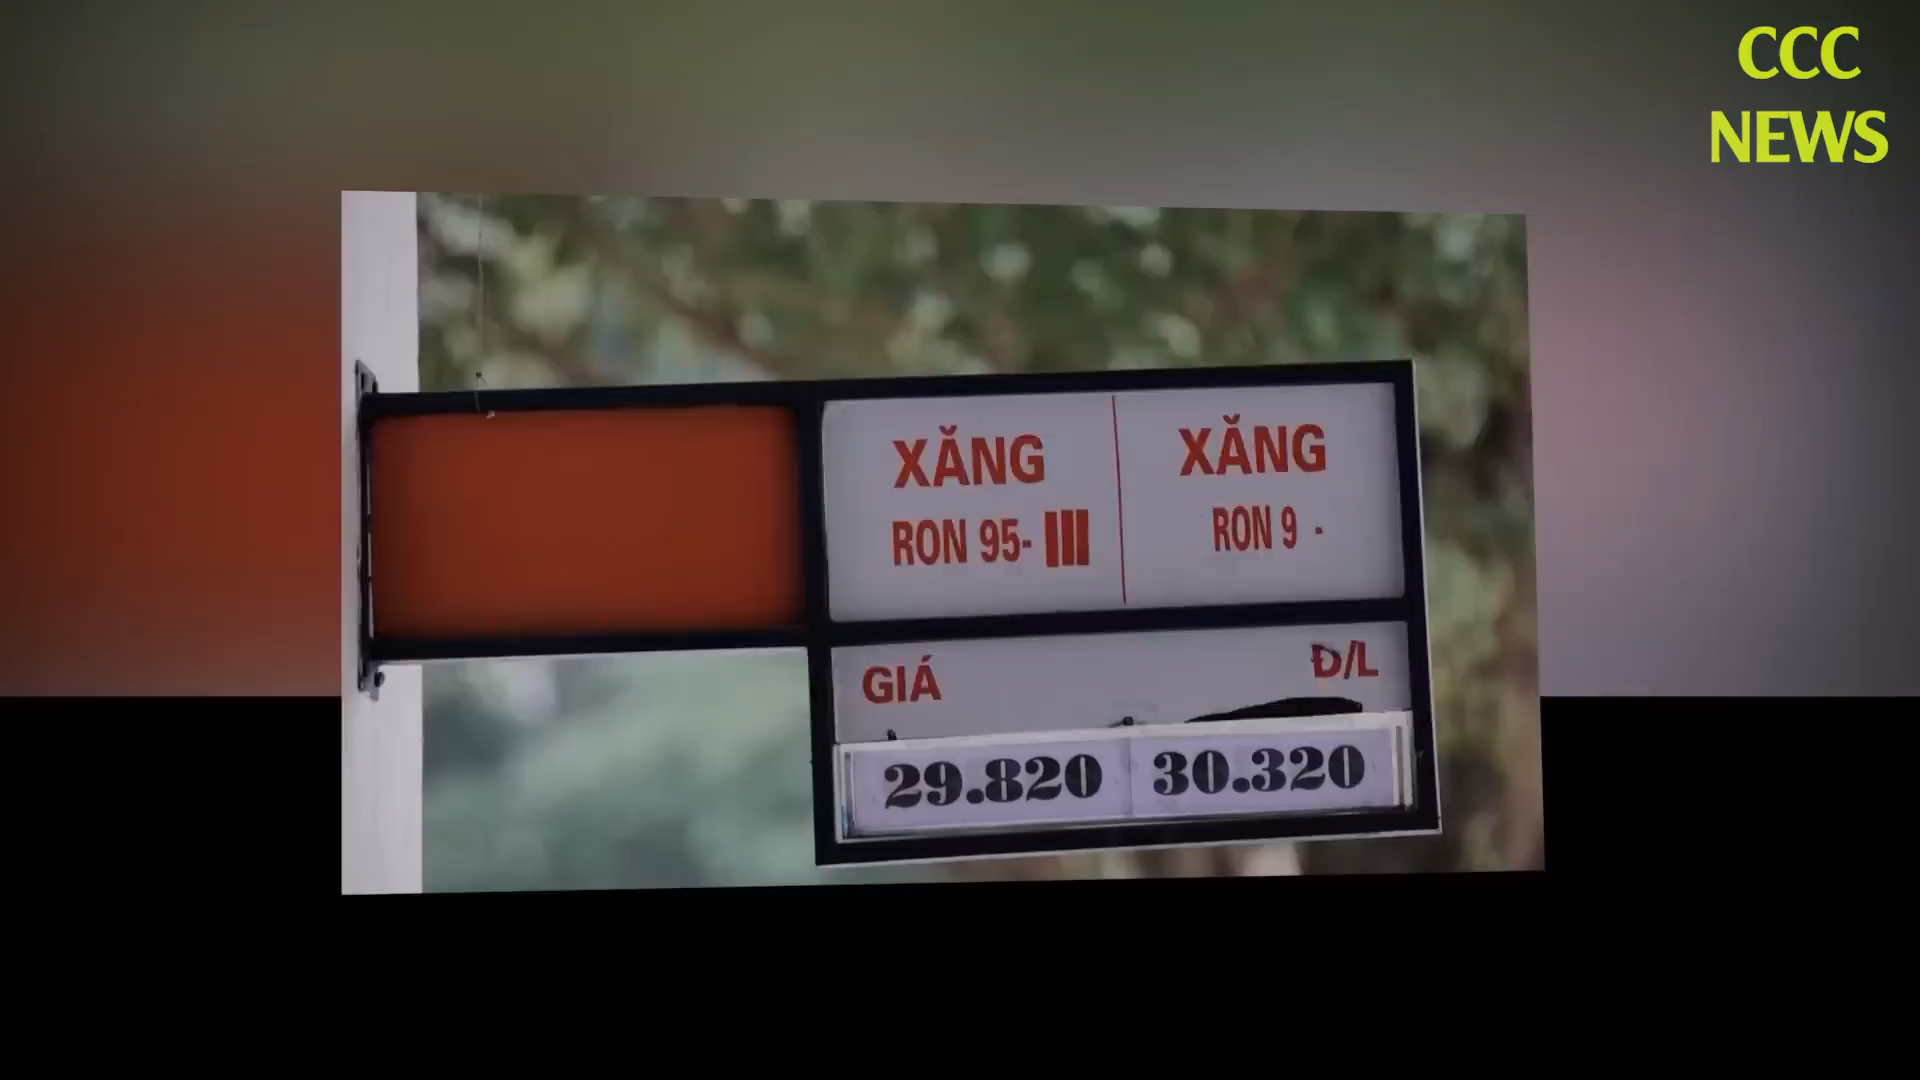 CCC
NEWS
XĂNG
RON 95-III
XĂNG
RON 9 -
GIÁ
Đ/L
29.820
30.320